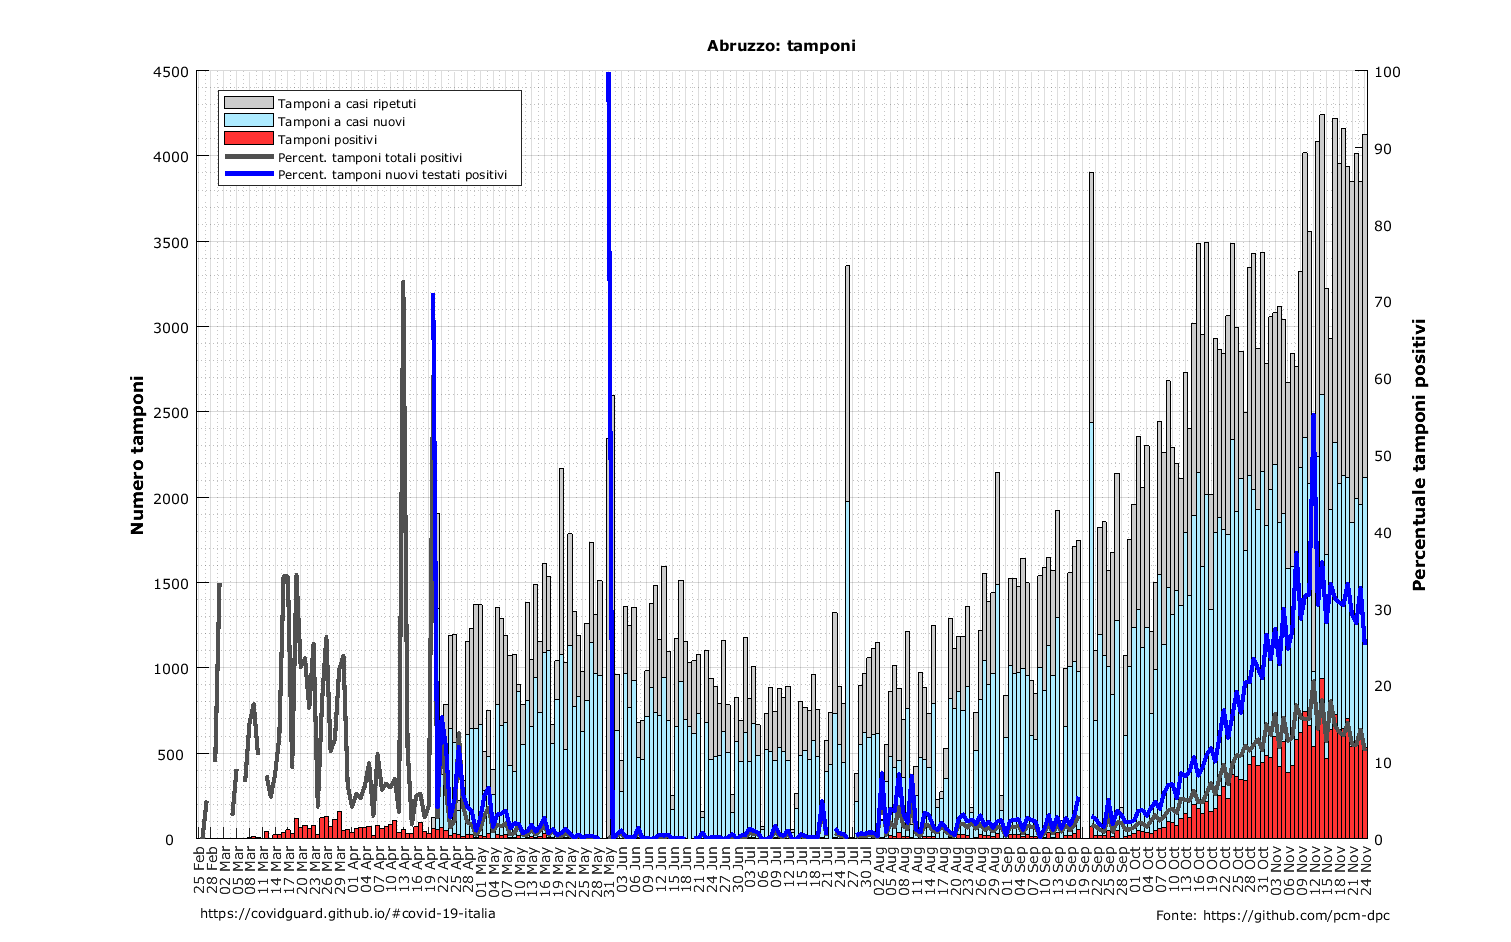 Abruzzo: tamponi
Tamponi a casi ripetuti
Tamponi a casi nuovi
Tamponi positivi
Percent. tamponi totali positivi
Percent. tamponi nuovi testati positivi
Numero tamponi
4500
4000
3500
3000
2500
2000
1500
1000
500
0
Percentuale tamponi positivi
100
90
80
70
60
50
40
30
20
10
0
25 Feb
28 Feb
02 Mar
05 Mar
08 Mar
11 Mar
14 Mar
17 Mar
20 Mar
23 Mar
26 Mar
29 Mar
01 Apr
04 Apr
07 Apr
10 Apr
13 Apr
16 Apr
19 Apr
22 Apr
25 Apr
28 Apr
01 May
04 May
07 May
10 May
13 May
16 May
19 May
22 May
25 May
28 May
31 May
03 Jun
06 Jun
09 Jun
12 Jun
15 Jun
18 Jun
21 Jun
24 Jun
27 Jun
30 Jun
03 Jul
06 Jul
09 Jul
12 Jul
15 Jul
18 Jul
21 Jul
24 Jul
27 Jul
30 Jul
02 Aug
05 Aug
08 Aug
11 Aug
14 Aug
17 Aug
20 Aug
23 Aug
26 Aug
29 Aug
01 Sep
04 Sep
07 Sep
10 Sep
13 Sep
16 Sep
19 Sep
22 Sep
25 Sep
28 Sep
01 Oct
04 Oct
07 Oct
10 Oct
13 Oct
16 Oct
19 Oct
22 Oct
25 Oct
28 Oct
31 Oct
03 Nov
06 Nov
09 Nov
12 Nov
15 Nov
18 Nov
21 Nov
24 Nov
https://covidguard.github.io/#covid-19-italia
Fonte: https://github.com/pcm-dpc